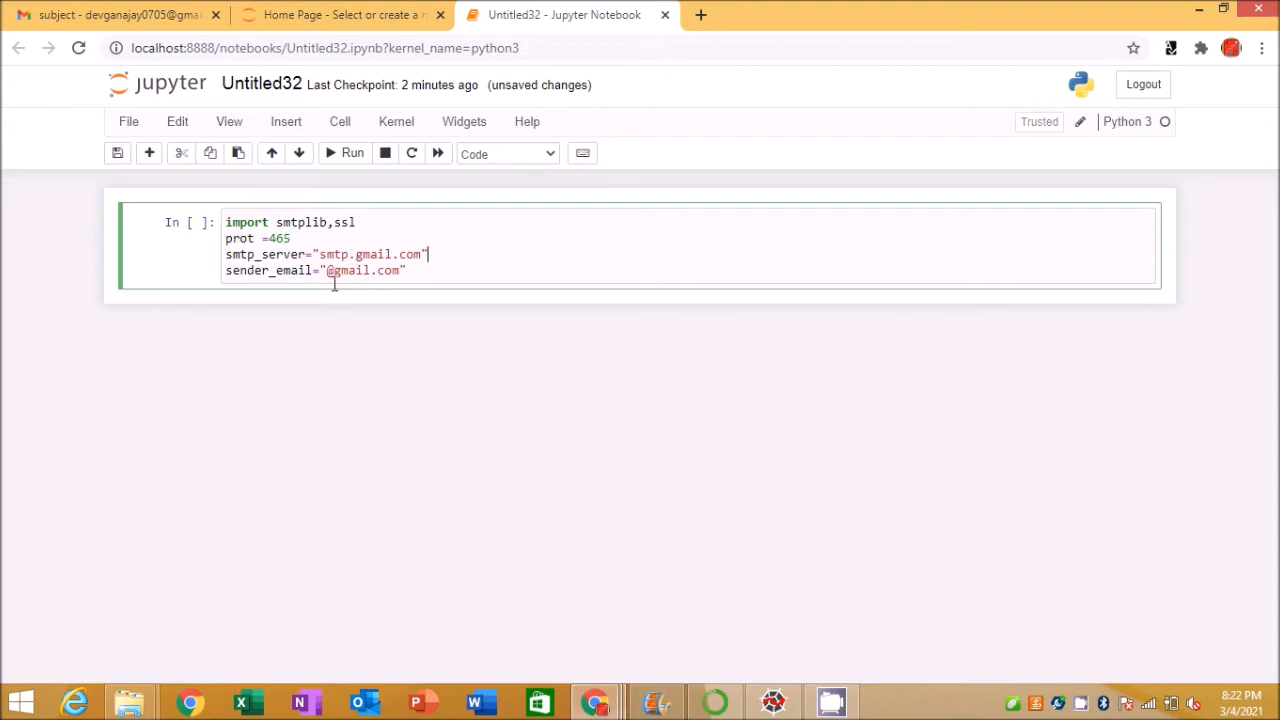 subject - devganajay0705@gmai
Home Page - Select or create a n
Untitled32 - Jupyter Notebook
localhost:8888/notebooks/Untitled32.ipynb?kernel_name=python3
jupyter Untitled32 Last Checkpoint: 2 minutes ago (unsaved changes)
Logout
File Edit View Insert Cell Kernel Widgets Help
Trusted Python 3
Run Code
In [ ]: import smtplib,ssl
prot =465
smtp_server="smtp.gmail.com"
sender_email="@gmail.com"
8:22 PM
3/4/2021